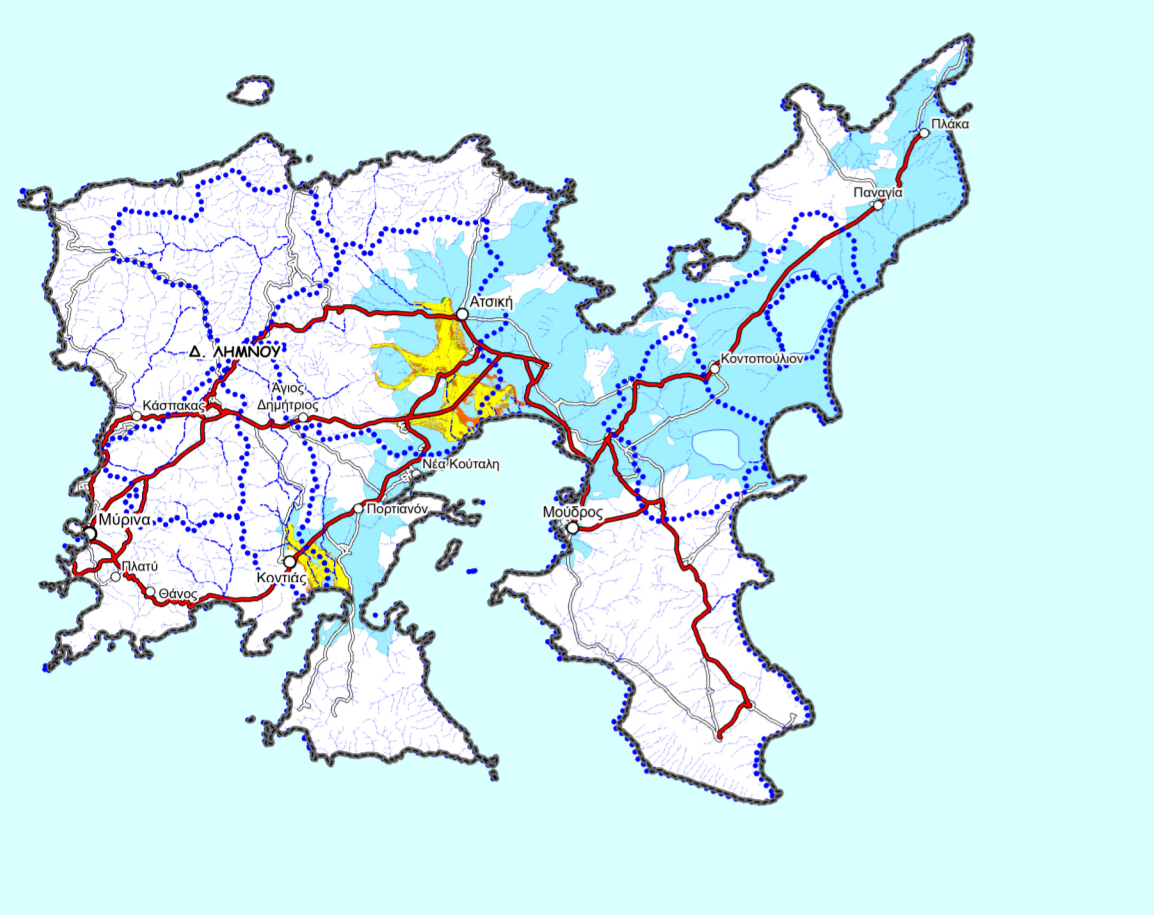 Πλάκα
Παναγία
Ατσική
Δ. ΛΗΜΝΟΥ
Κοντοπούλιον
Άγιος
Δημήτριος
Κάσπακας
Νέα Κούταλη
Πορτιανόν
Μούδρος
Μύρινα
Πλατύ
Κοντιάς
Θάνος